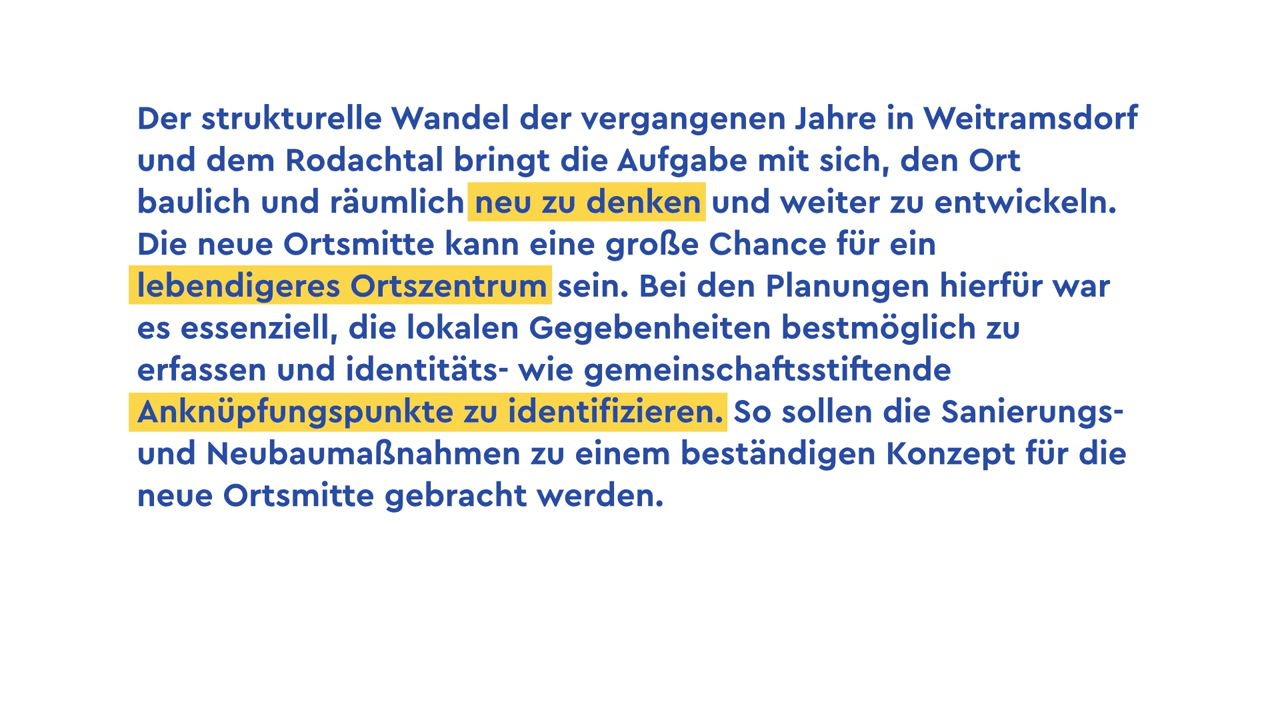 Der strukturelle Wandel der vergangenen Jahre in Weitramsdorf
und dem Rodachtal bringt die Aufgabe mit sich, den Ort
baulich und räumlich neu zu denken und weiter zu entwickeln.
Die neue Ortsmitte kann eine große Chance für ein
lebendigeres Ortszentrum sein. Bei den Planungen hierfür war
es essenziell, die lokalen Gegebenheiten bestmöglich zu
erfassen und identitäts- wie gemeinschaftsstiftende
Anknüpfungspunkte zu identifizieren. So sollen die Sanierungs-
und Neubaumaßnahmen zu einem beständigen Konzept für die
neue Ortsmitte gebracht werden.